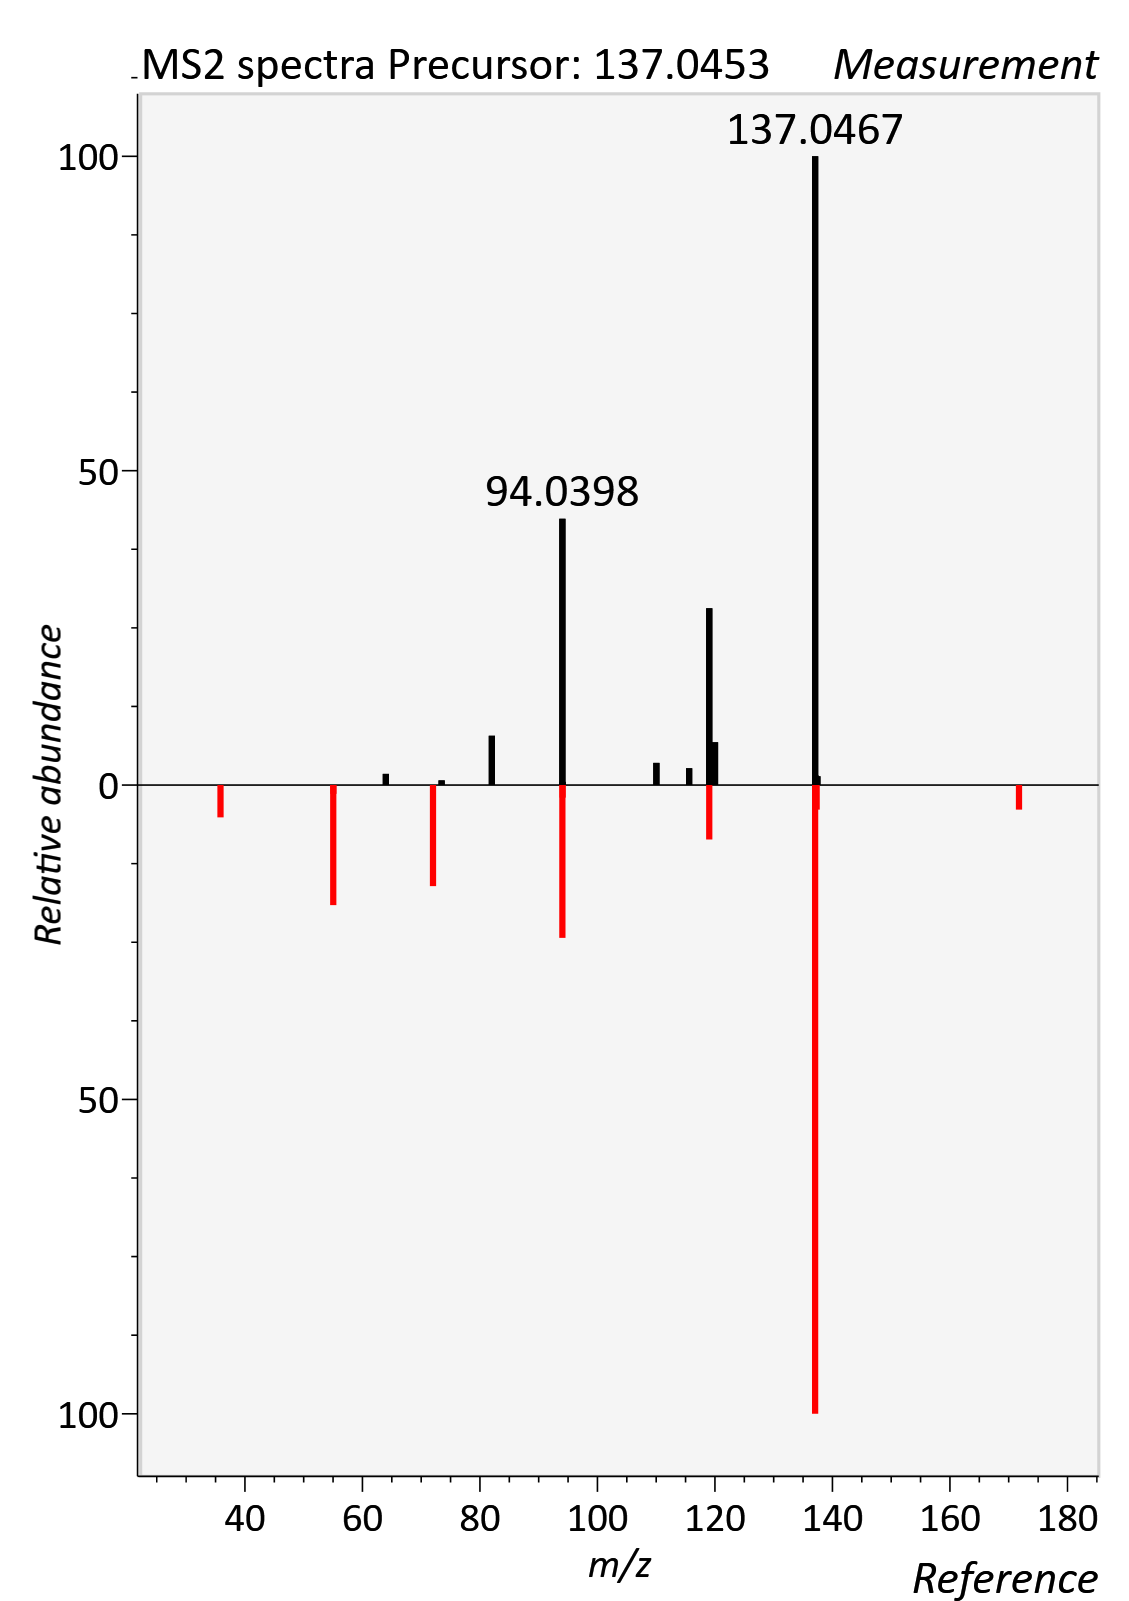 MS2 spectra Precursor: 137.0453 Measurement
137.0467
100
50
94.0398
0
Relative abundance
50
100
40 60 80 100 120 140 160 180
m/z
Reference